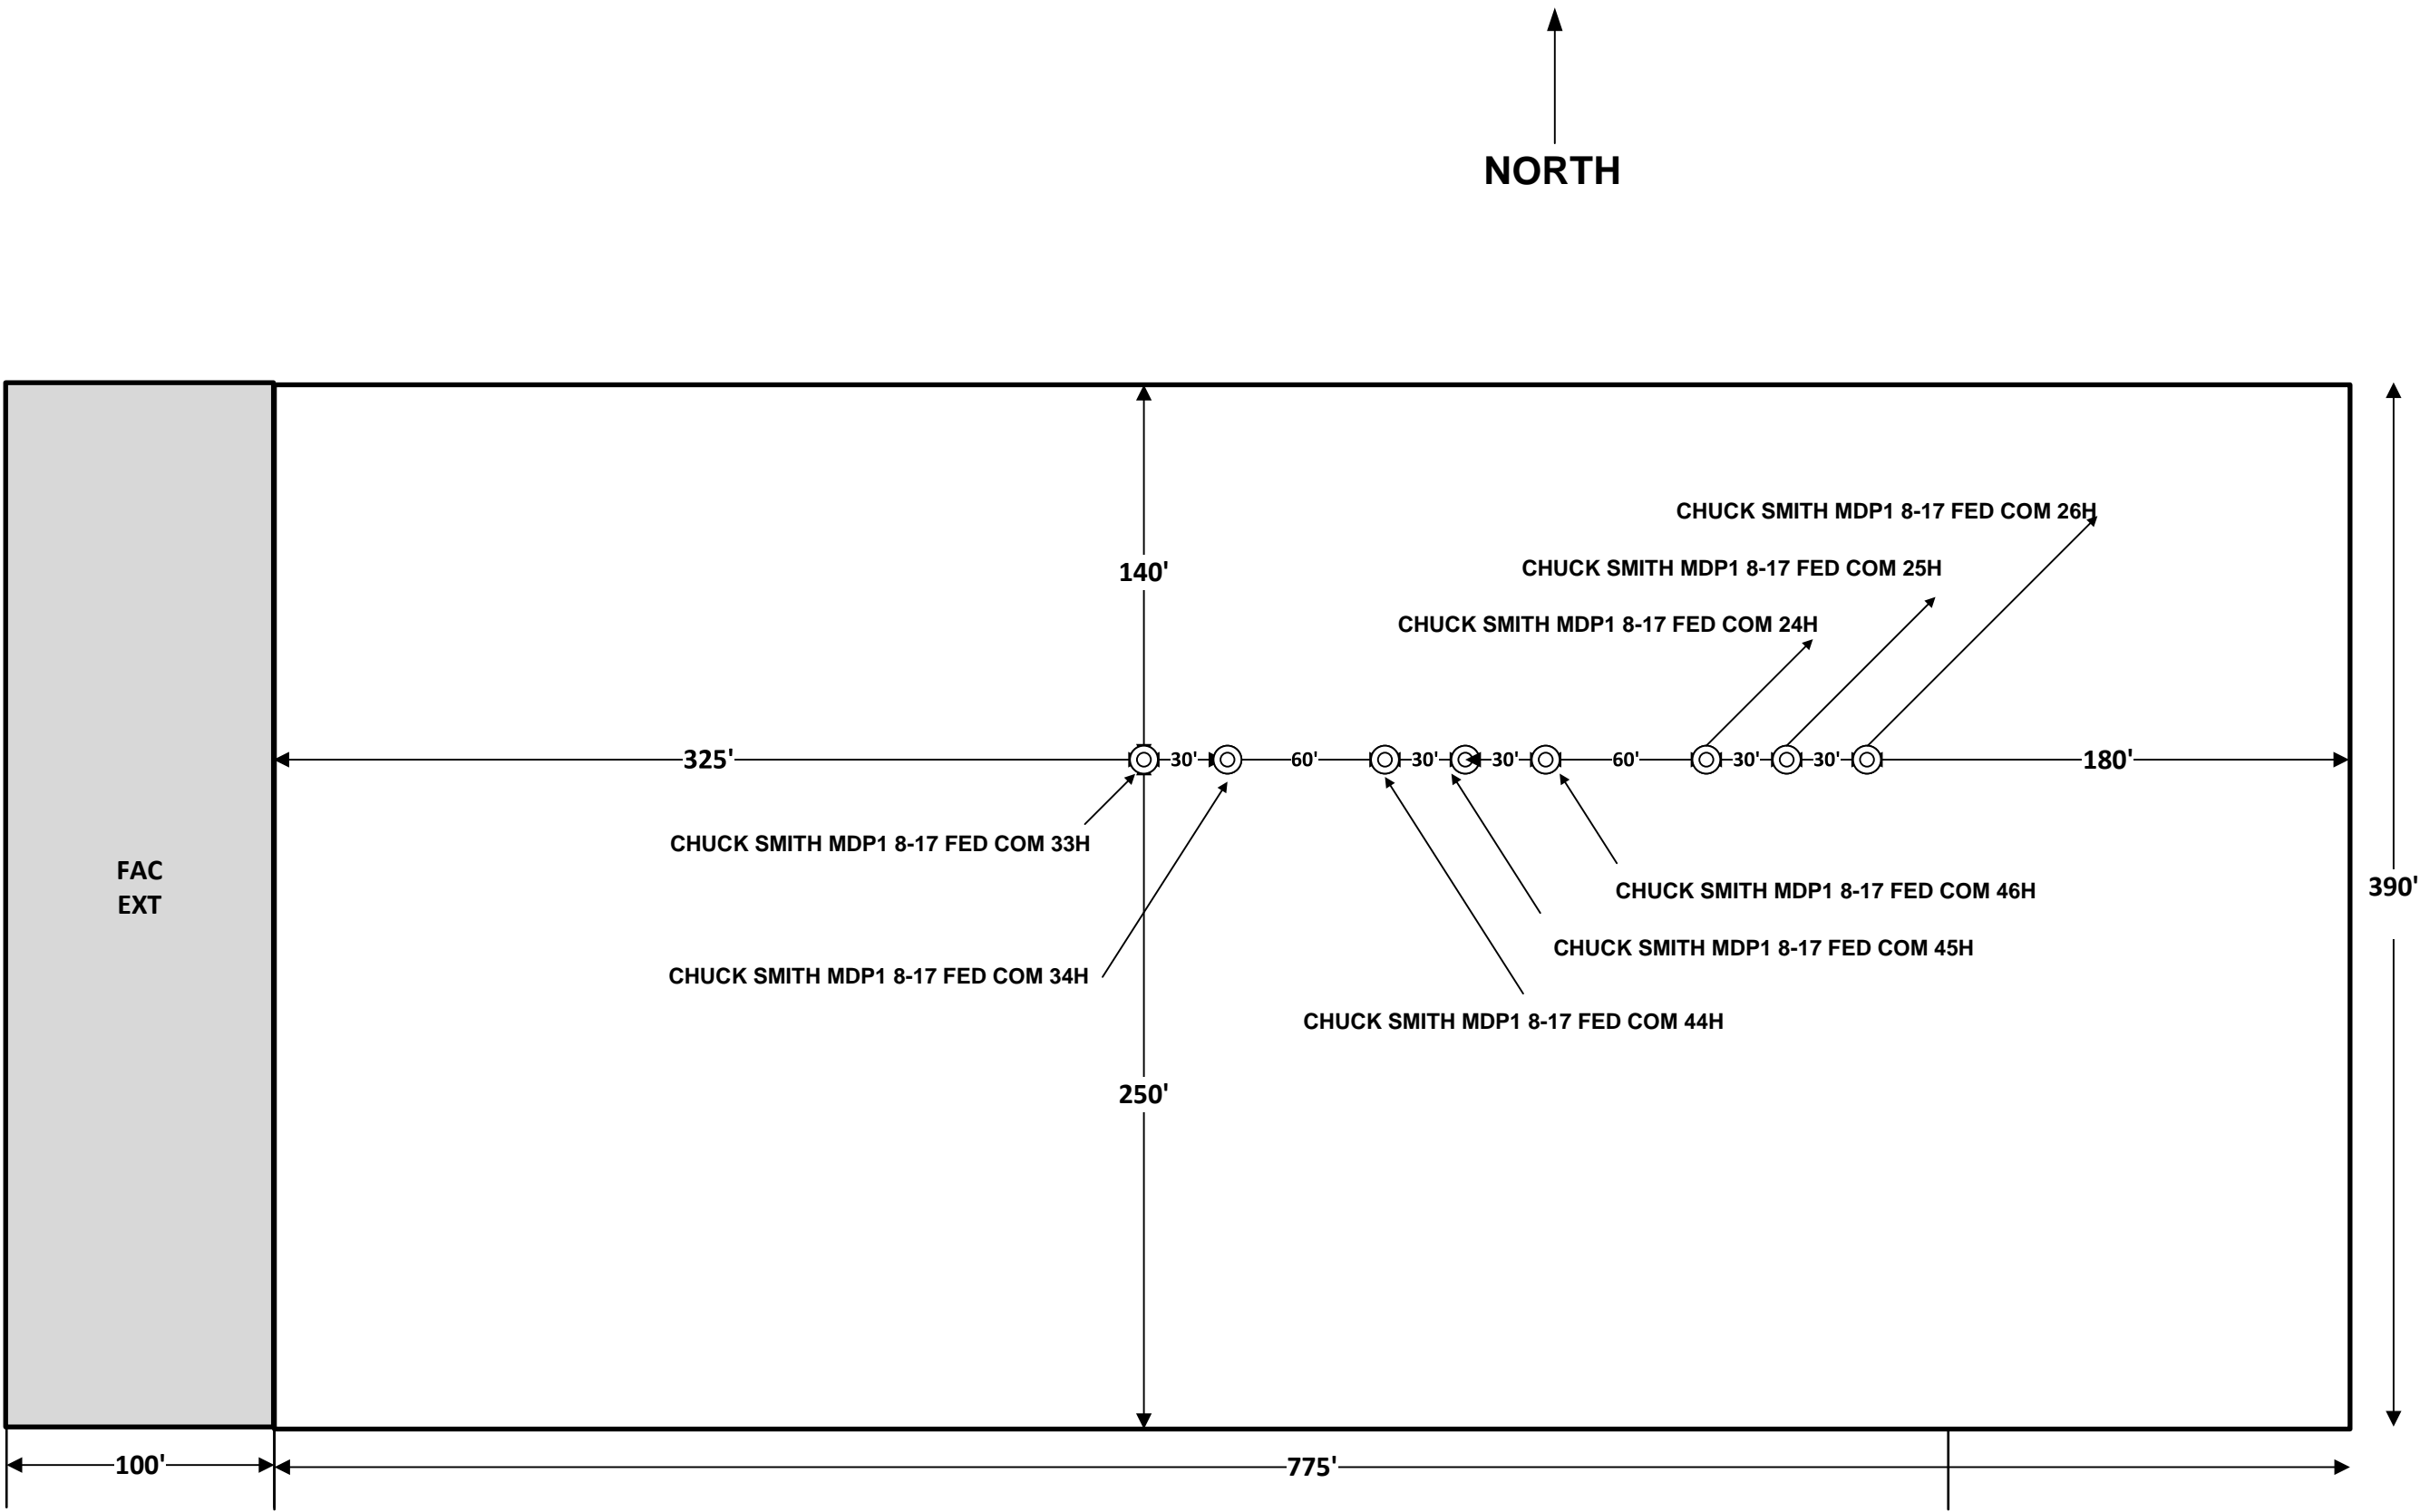 NORTH
CHUCK SMITH MDP1 8-17 FED COM 26H
CHUCK SMITH MDP1 8-17 FED COM 25H
140'
CHUCK SMITH MDP1 8-17 FED COM 24H
325'
30'
60'
30'
30'
60'
30'
30'
180'
CHUCK SMITH MDP1 8-17 FED COM 33H
FAC
EXT
CHUCK SMITH MDP1 8-17 FED COM 46H
390'
CHUCK SMITH MDP1 8-17 FED COM 45H
CHUCK SMITH MDP1 8-17 FED COM 34H
CHUCK SMITH MDP1 8-17 FED COM 44H
250'
100'
775'